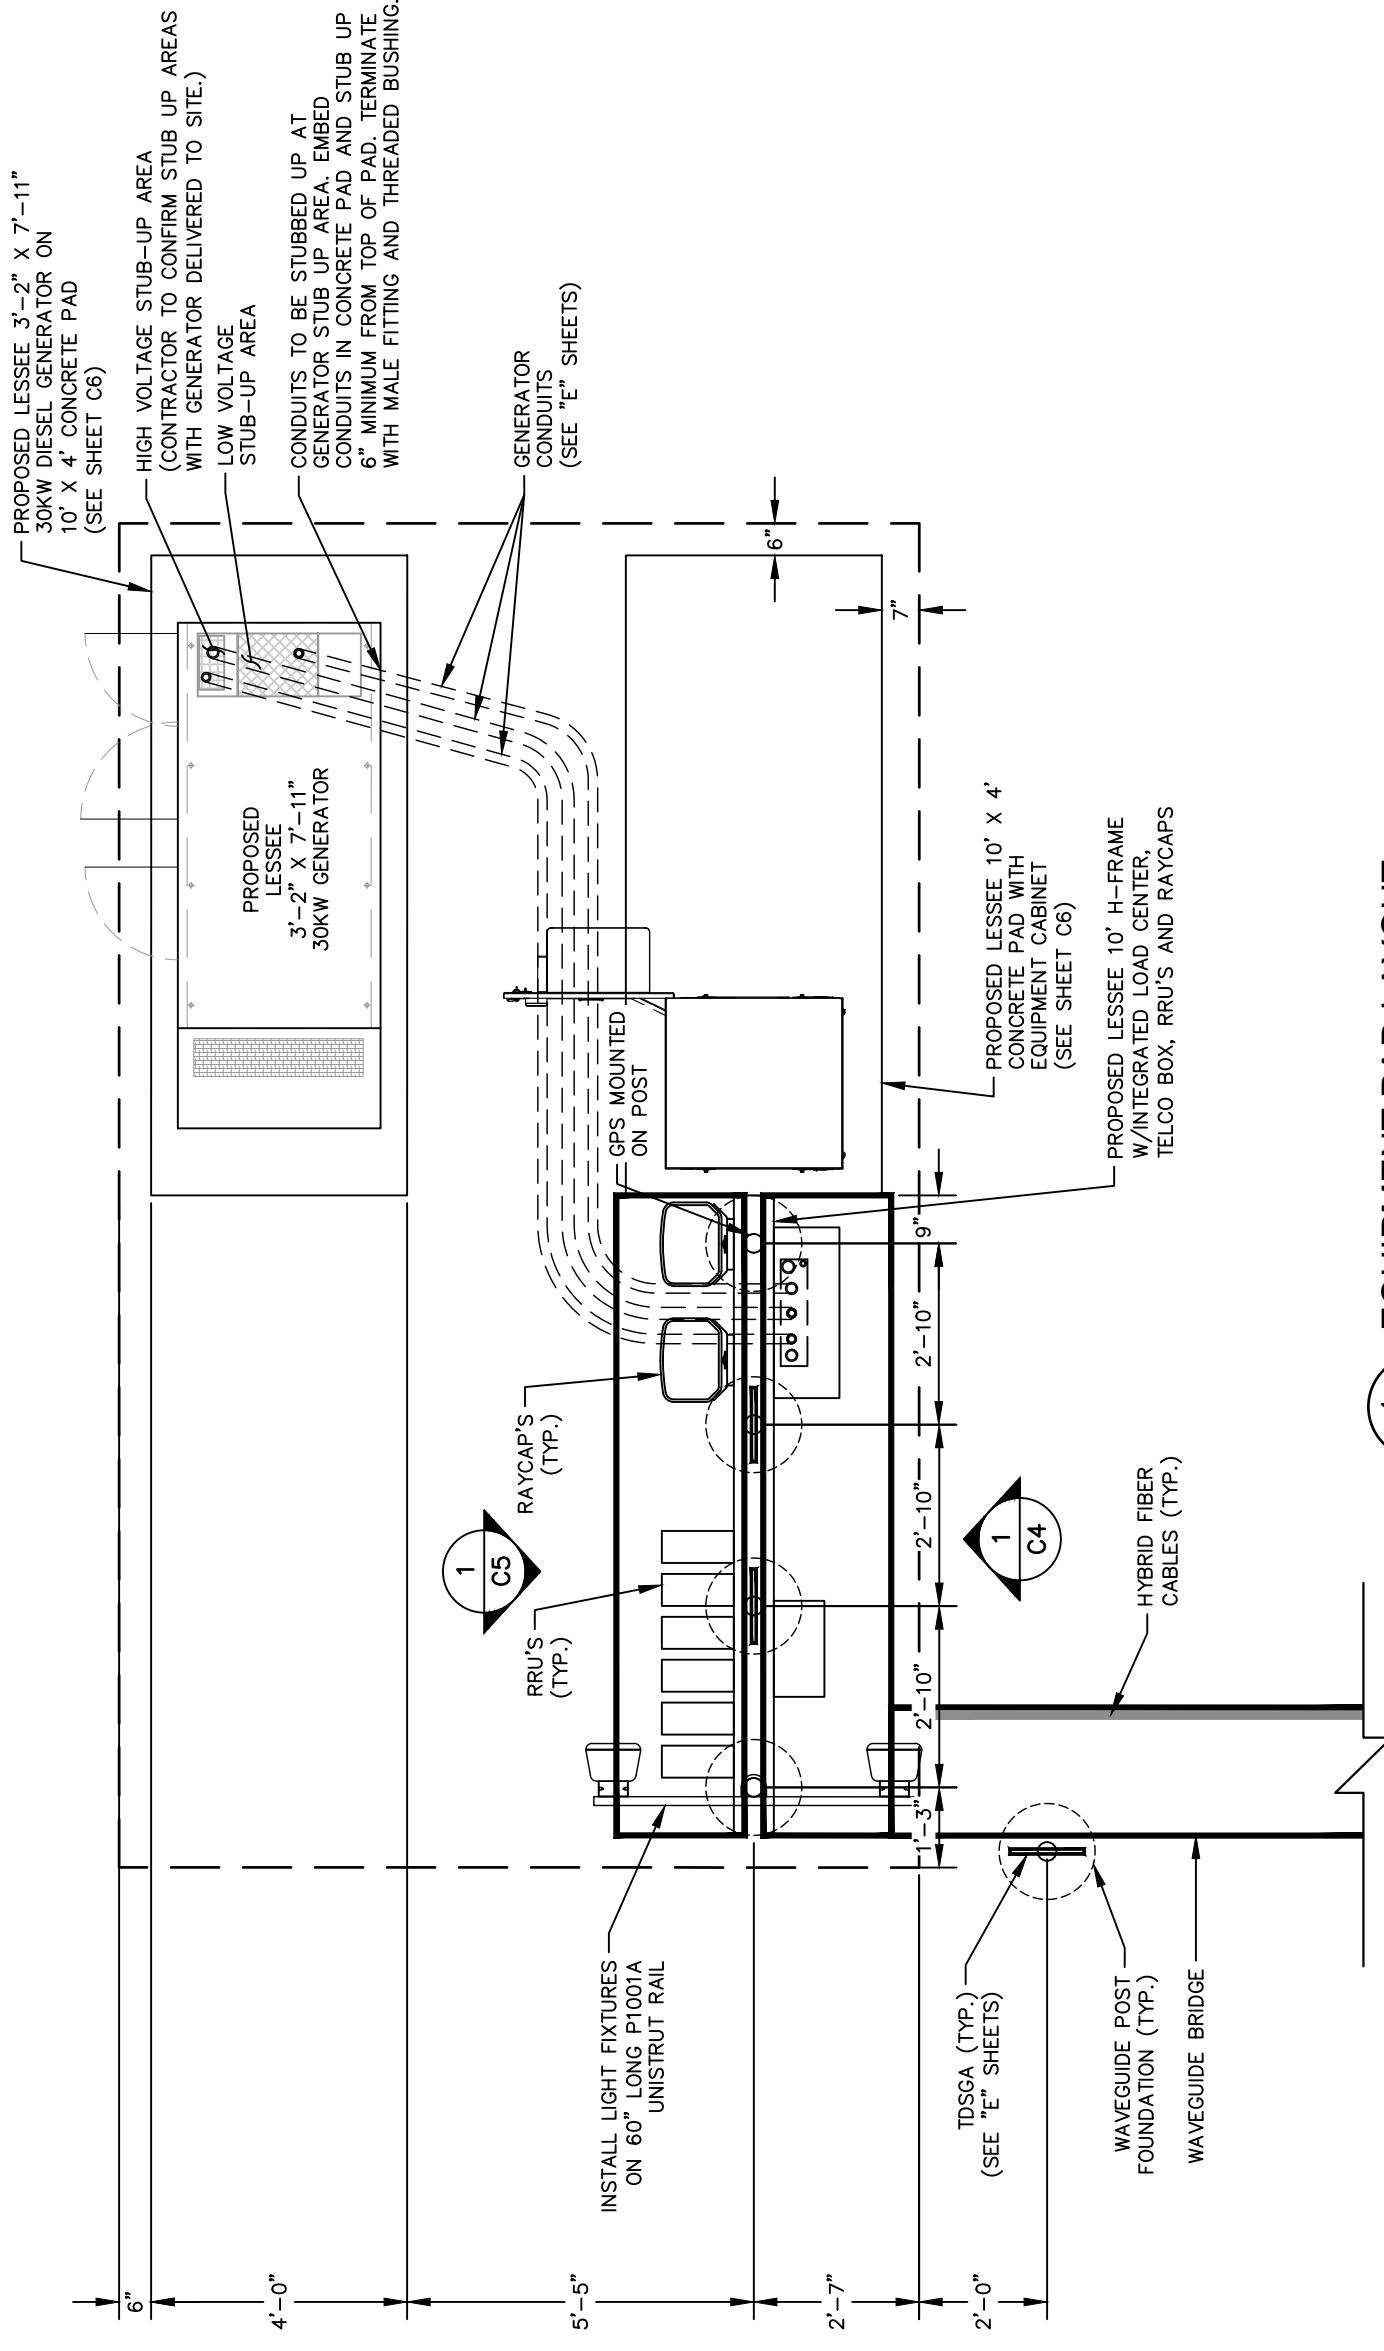 PROPOSED LESSEE 3'-2" X 7'-11"
30KW DIESEL GENERATOR ON
10' X 4' CONCRETE PAD
(SEE SHEET C6)
HIGH VOLTAGE STUB-UP AREA
(CONTRACTOR TO CONFIRM STUB UP AREAS
WITH GENERATOR DELIVERED TO SITE.)
LOW VOLTAGE
STUB-UP AREA
CONDUITS TO BE STUBBED UP AT
GENERATOR STUB UP AREA. EMBED
CONDUITS IN CONCRETE PAD AND STUB UP
6" MINIMUM FROM TOP OF PAD. TERMINATE
WITH MALE FITTING AND THREADED BUSHING.
GENERATOR
CONDUITS
(SEE "E" SHEETS)
PROPOSED
LESSEE
3'-2" X 7'-11"
30KW GENERATOR
6"
7"
GPS MOUNTED
ON POST
PROPOSED LESSEE 10' X 4'
CONCRETE PAD WITH
EQUIPMENT CABINET
(SEE SHEET C6)
PROPOSED LESSEE 10' H-FRAME
W/INTEGRATED LOAD CENTER,
TELCO BOX, RRU'S AND RAYCAPS
RAYCAP'S
(TYP.)
RRU'S
(TYP.)
1
C5
1
C4
9"
2'-10"
2'-10"
2'-10"
1'-3"
HYBRID FIBER
CABLES (TYP.)
INSTALL LIGHT FIXTURES
ON 60" LONG P1001A
UNISTRUT RAIL
TDSGA (TYP.)
(SEE "E" SHEETS)
WAVEGUIDE POST
FOUNDATION (TYP.)
WAVEGUIDE BRIDGE
6"
4'-0"
5'-5"
2'-7"
2'-0"